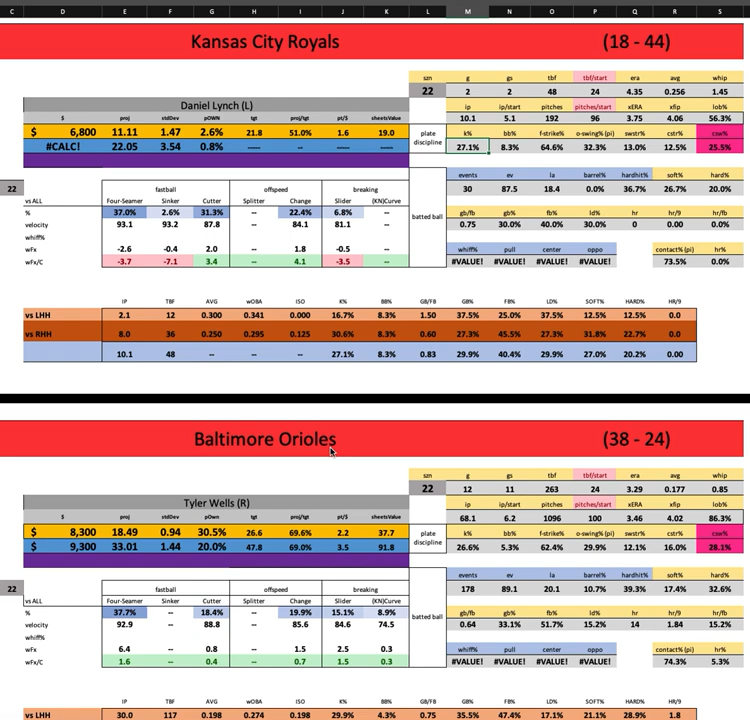 C D E F G H I J K L M N O P Q R S
Kansas City Royals (18 - 44)
szn g gs tbf tbf/start era avg whip
22 2 2 48 24 4.35 0.256 1.45
Daniel Lynch (L) ip ip/start pitches pitches/start xERA xfip lob%
$ proj stdDev pOWN tgt proj/tgt pt/$ sheetsValue 10.1 5.1 192 96 3.75 4.06 56.3%
$ 6,800 11.11 1.47 2.6% 21.8 51.0% 1.6 19.0 plate discipline k% bb% f-strike% o-swing% (pi) swstr% cstr% csw%
#CALC! 22.05 3.54 0.8% ---- ---- ---- ---- 27.1% 8.3% 64.6% 32.3% 13.0% 12.5% 25.5%
events ev la barrel% hardhit% soft% hard%
22 fastball offspeed breaking 30 87.5 18.4 0.0% 36.7% 26.7% 20.0%
vs ALL Four-Seamer Sinker Cutter Splitter Change Slider (KN)Curve
% 37.0% 2.6% 31.3% -- 22.4% 6.8% -- batted ball gb/fb gb% fb% ld% hr hr/9 hr/fb
velocity 93.1 93.2 87.8 -- 84.1 81.1 -- 0.75 30.0% 40.0% 30.0% 0 0.00 0.0%
whiff%
wFx -2.6 -0.4 2.0 -- 1.8 -0.5 -- whiff% pull center oppo contact% (pi) hr%
wFx/C -3.7 -7.1 3.4 -- 4.1 -3.5 -- #VALUE! #VALUE! #VALUE! #VALUE! 73.5% 0.0%
IP TBF AVG wOBA ISO K% BB% GB/FB GB% FB% LD% SOFT% HARD% HR/9
vs LHH 2.1 12 0.300 0.341 0.000 16.7% 8.3% 1.50 37.5% 25.0% 37.5% 12.5% 12.5% 0.0
vs RHH 8.0 36 0.250 0.295 0.125 30.6% 8.3% 0.60 27.3% 45.5% 27.3% 31.8% 22.7% 0.0
10.1 48 -- -- -- 27.1% 8.3% 0.83 29.9% 40.4% 29.9% 27.0% 20.2% 0.00
Baltimore Orioles (38 - 24)
szn g gs tbf tbf/start era avg whip
22 12 11 263 24 3.29 0.177 0.85
Tyler Wells (R) ip ip/start pitches pitches/start xERA xfip lob%
$ proj stdDev pOwn tgt proj/tgt pt/$ sheetsValue 68.1 6.2 1096 100 3.46 4.02 86.3%
$ 8,300 18.49 0.94 30.5% 26.6 69.6% 2.2 37.7 plate discipline k% bb% f-strike% o-swing% (pi) swstr% cstr% csw%
$ 9,300 33.01 1.44 20.0% 47.8 69.0% 3.5 91.8 26.6% 5.3% 62.4% 29.9% 12.1% 16.0% 28.1%
events ev la barrel% hardhit% soft% hard%
22 fastball offspeed breaking 178 89.1 20.1 10.7% 39.3% 17.4% 32.6%
vs ALL Four-Seamer Sinker Cutter Splitter Change Slider (KN)Curve
% 37.7% -- 18.4% -- 19.9% 15.1% 8.9% batted ball gb/fb gb% fb% ld% hr hr/9 hr/fb
velocity 92.9 -- 88.8 -- 85.6 84.6 74.5 0.64 33.1% 51.7% 15.2% 14 1.84 15.2%
whiff%
wFx 6.4 -- 0.8 -- 1.5 2.5 0.3 whiff% pull center oppo contact% (pi) hr%
wFx/C 1.6 -- 0.4 -- 0.7 1.5 0.3 #VALUE! #VALUE! #VALUE! #VALUE! 74.3% 5.3%
IP TBF AVG wOBA ISO K% BB% GB/FB GB% FB% LD% SOFT% HARD% HR/9
vs LHH 30.0 117 0.198 0.274 0.198 29.9% 4.3% 0.75 35.5% 47.4% 17.1% 21.1% 28.9% 1.8